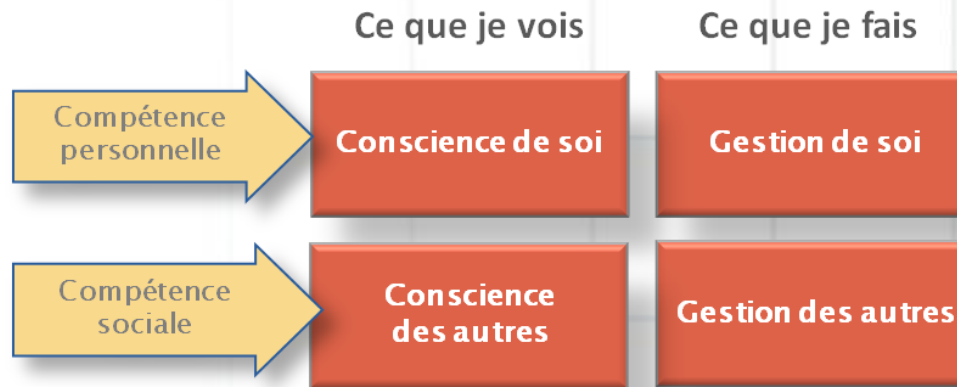 Ce que je vois Ce que je fais
Compétence
personnelle
Conscience de soi
Gestion de soi
Compétence
sociale
Conscience
des autres
Gestion des autres